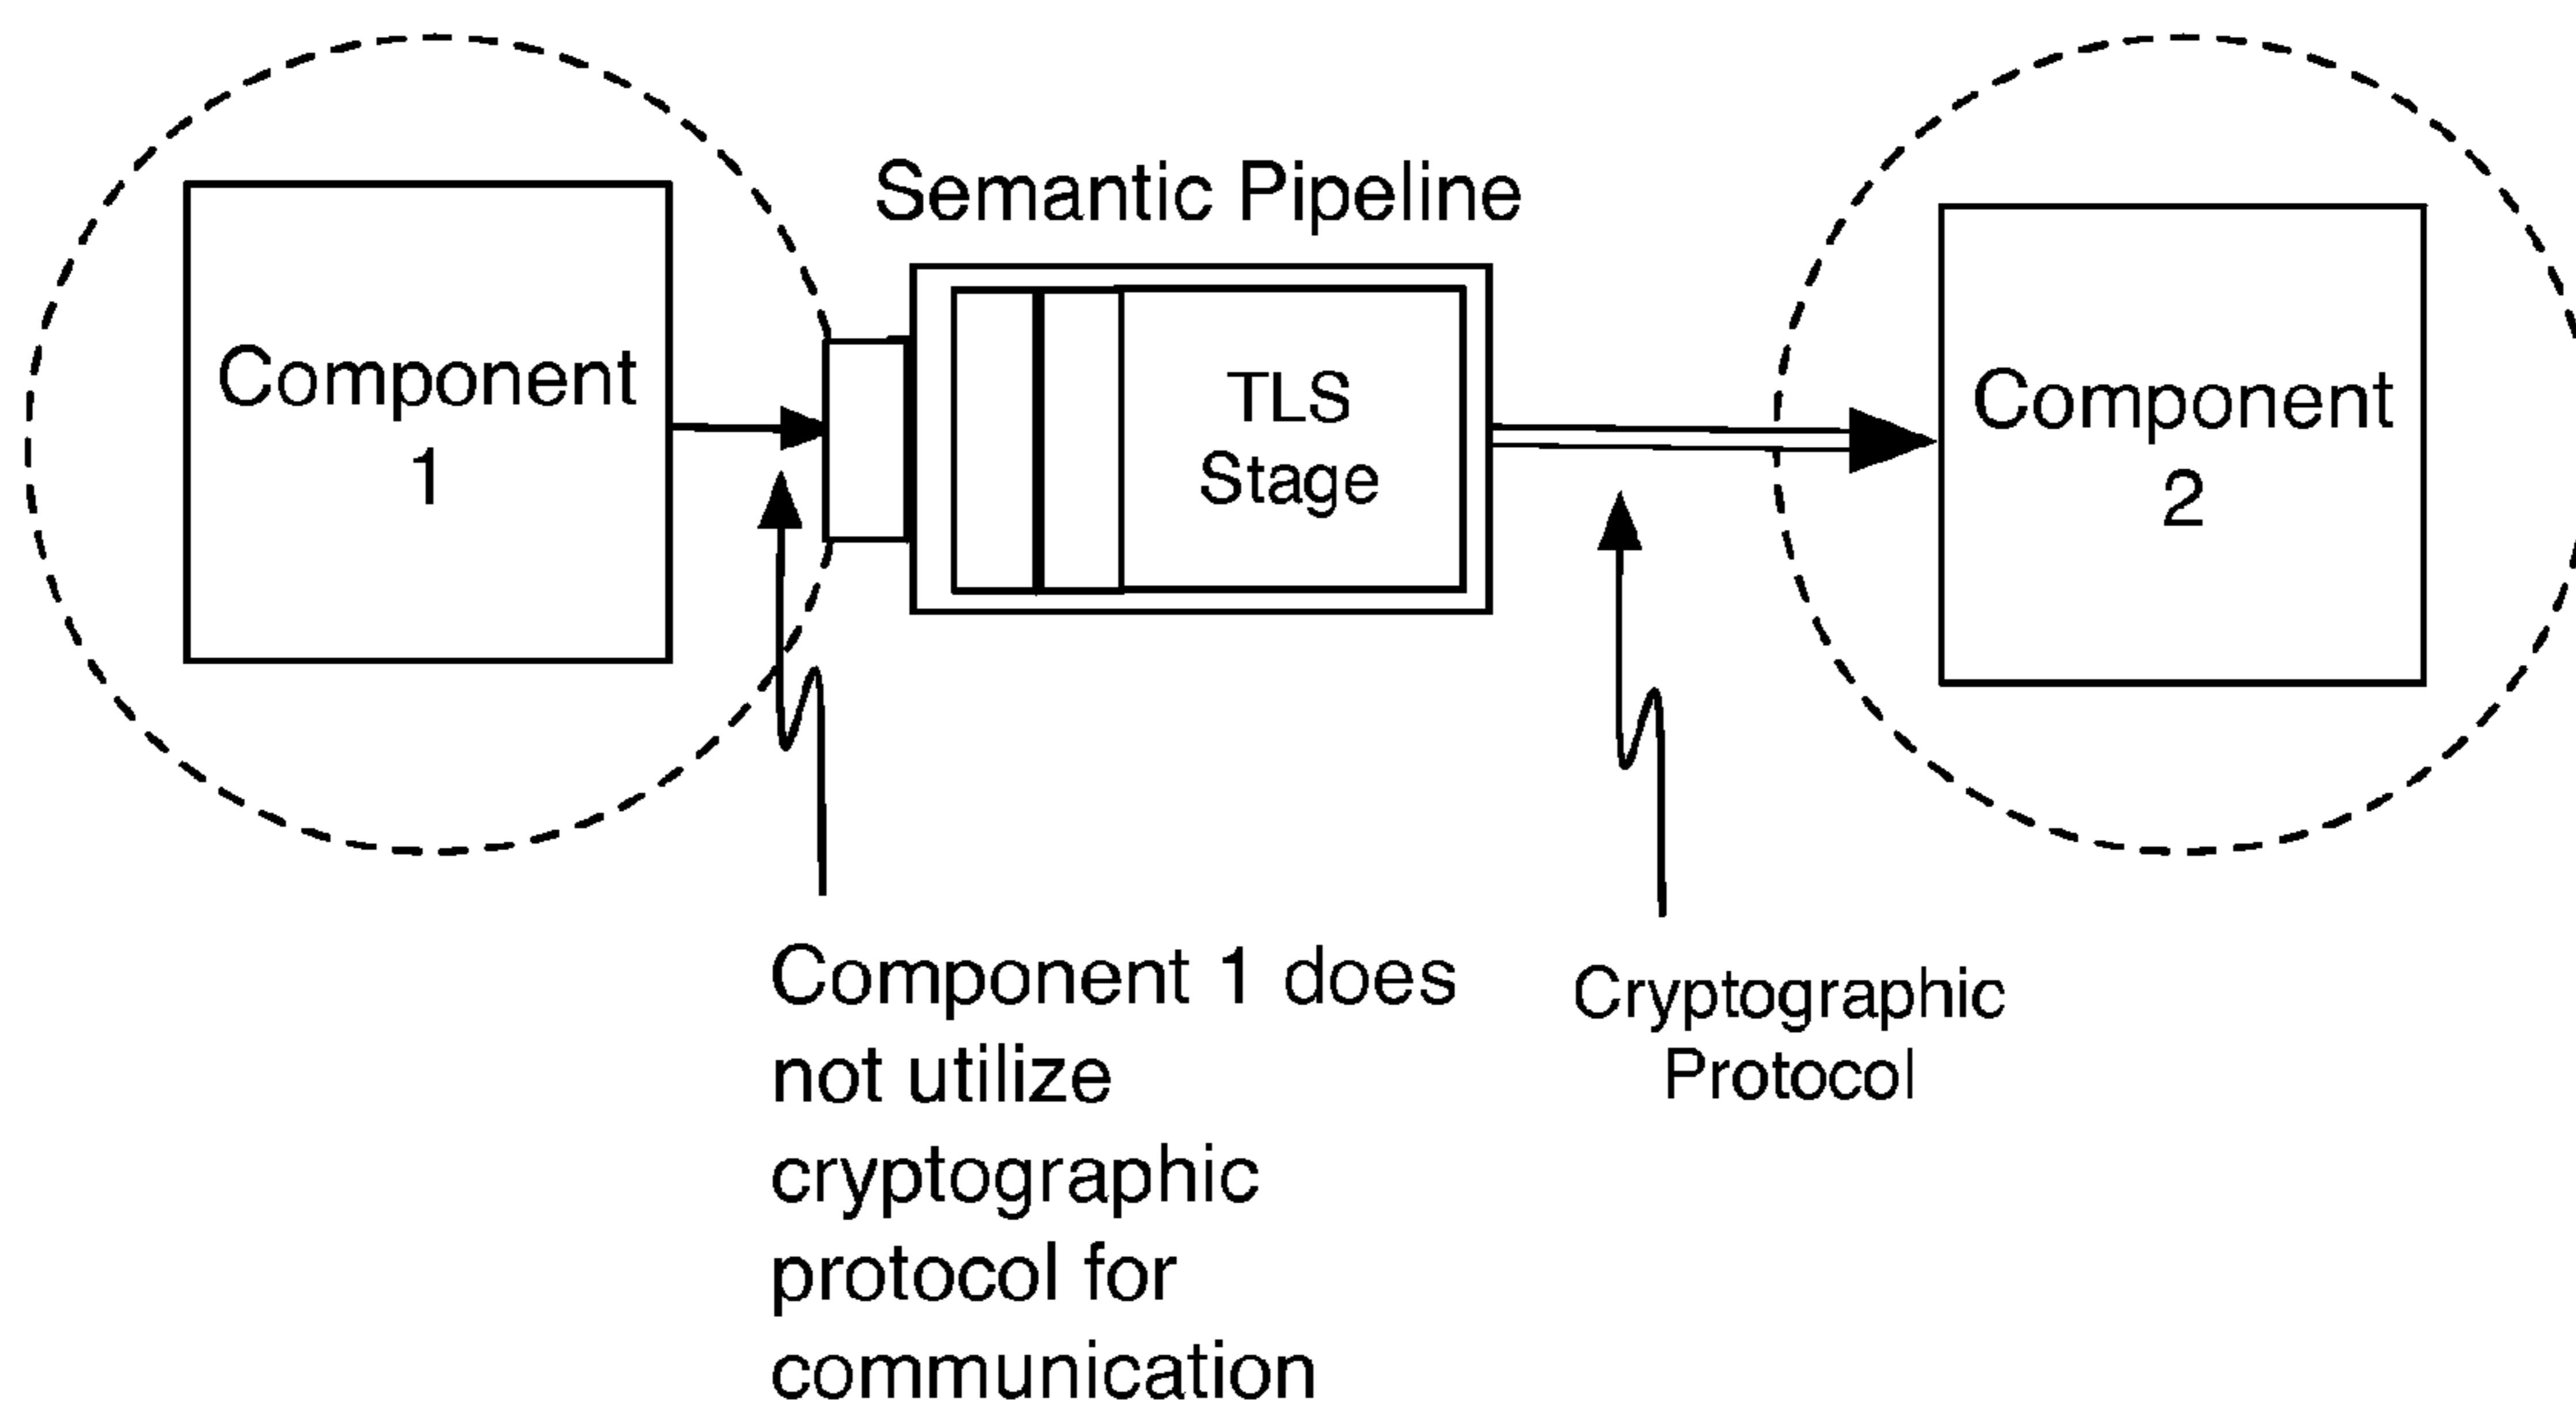 Semantic Pipeline
Component
1
TLS
Stage
Component
2
Component 1 does
not utilize
cryptographic
protocol for
communication
Cryptographic
Protocol